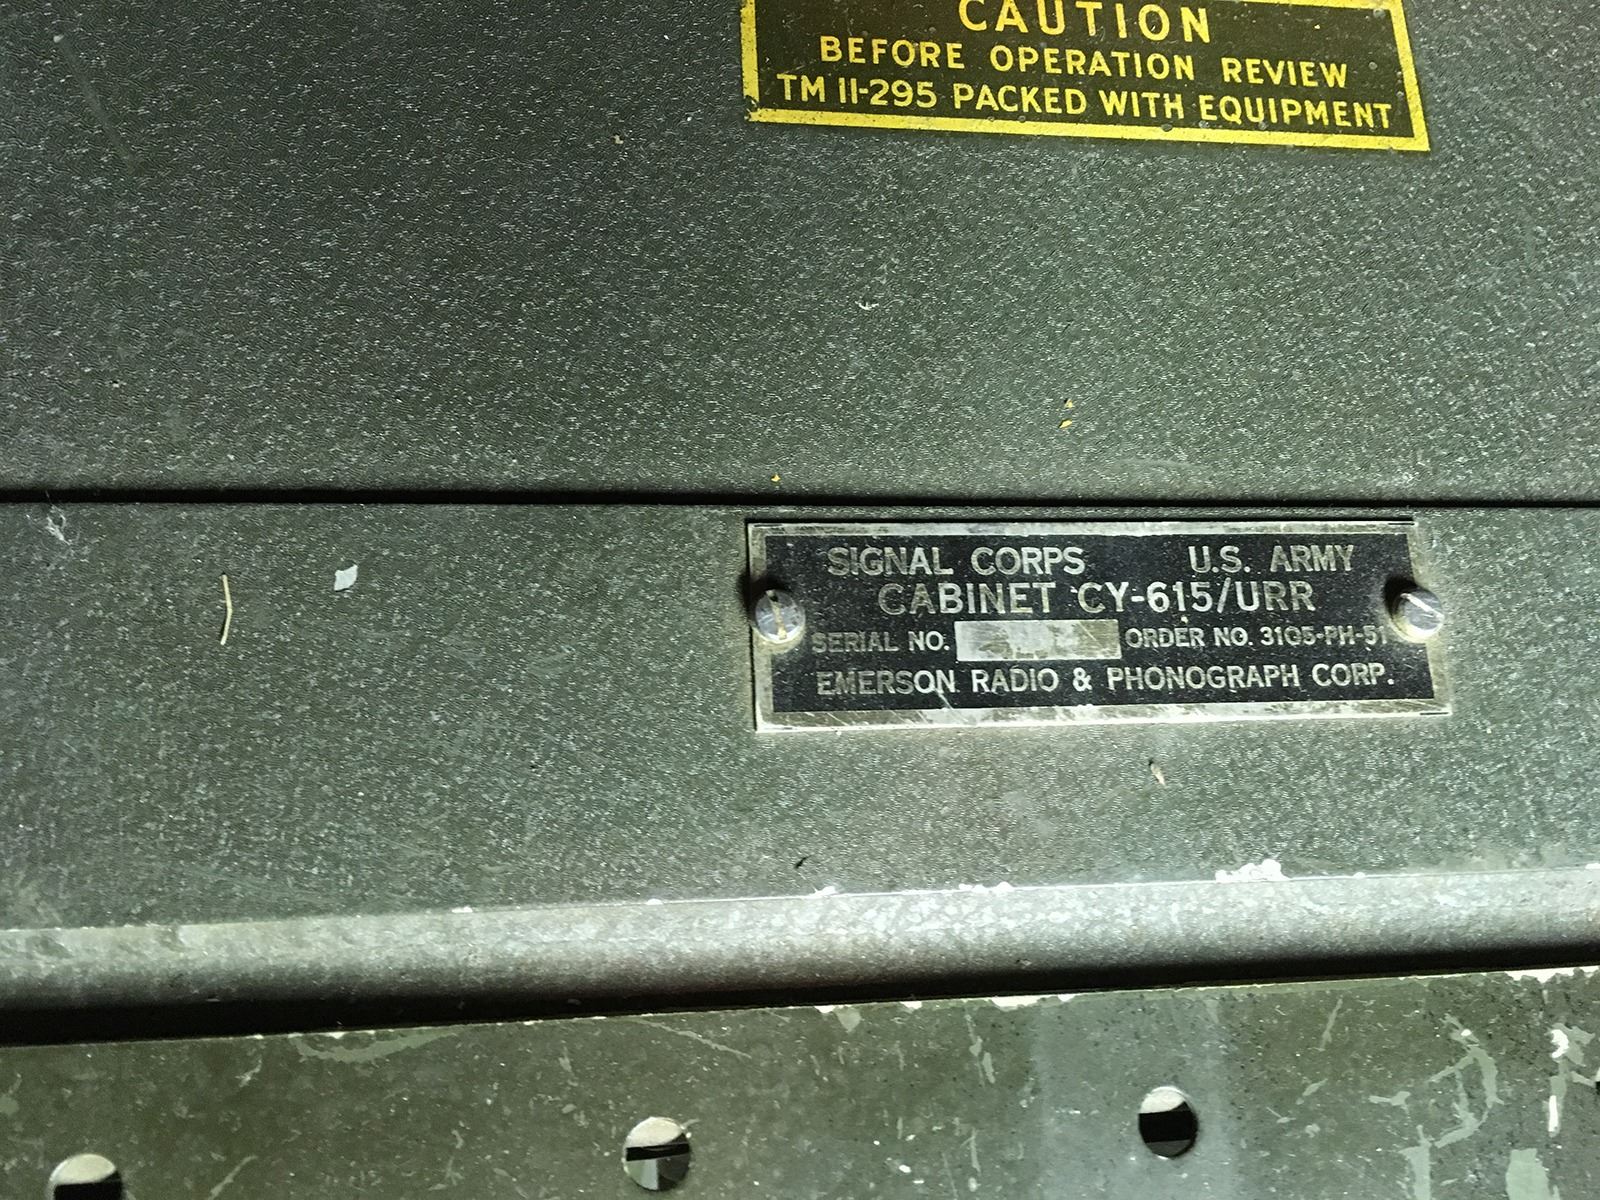 CAUTION
BEFORE OPERATION REVIEW
TM 11-295 PACKED WITH EQUIPMENT
SIGNAL CORPS U.S. ARMY
CABINET CY-615/URR
SERIAL NO. ORDER NO. 3105-PH-51
EMERSON RADIO & PHONOGRAPH CORP.